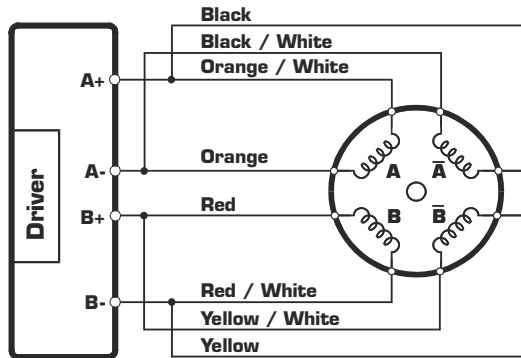 Black
Black / White
Orange / White
A+
Orange
A-
A
A̅
Driver
B+
Red
B
B̅
B-
Red / White
Yellow / White
Yellow